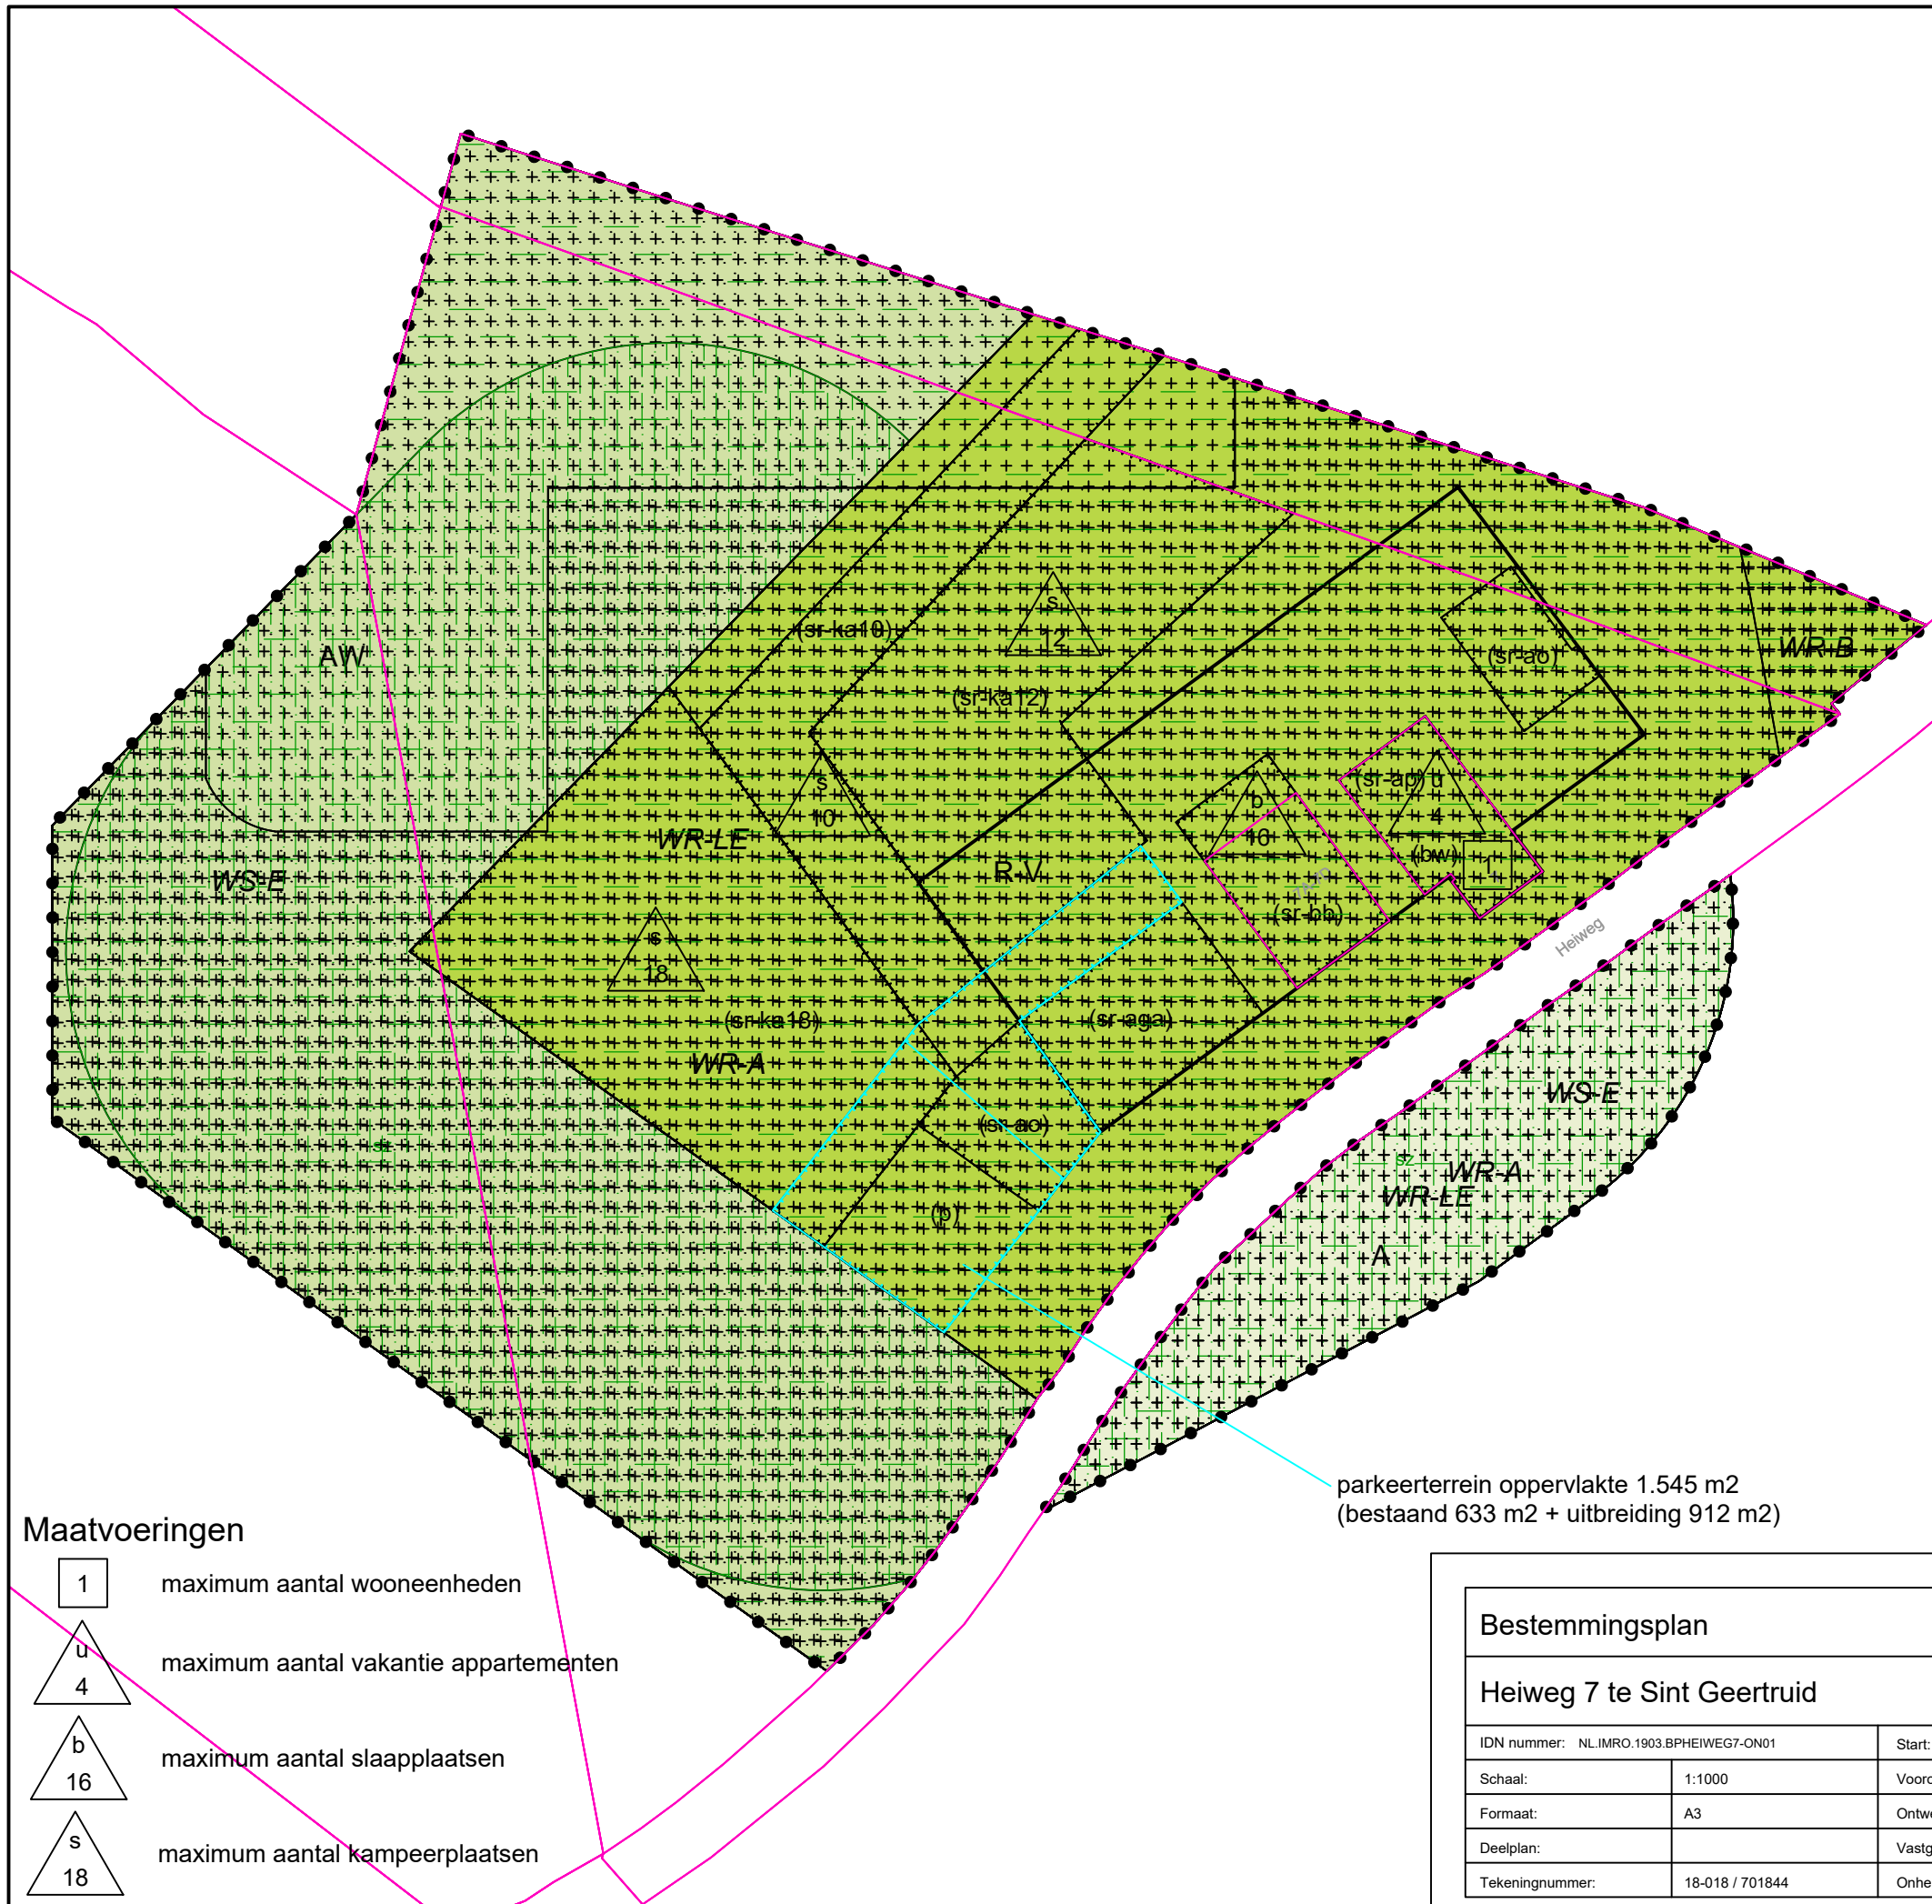 AW
WS-E
sz
(sr-ka10)
s
12
(sr-ka12)
(sr-ao)
WR-B
s
10
WR-LE
R-V
b
16
(sr-ap)
u
4
(bw)
1
(sr-bb)
s
18
(sr-ka18)
WR-A
(sr-aga)
(sr-ao)
(p)
Heiweg
WS-E
sz
WR-A
WR-LE
A
parkeerterrein oppervlakte 1.545 m2
(bestaand 633 m2 + uitbreiding 912 m2)
Maatvoeringen
1
maximum aantal wooneenheden
u
4
maximum aantal vakantie appartementen
b
16
maximum aantal slaapplaatsen
s
18
maximum aantal kampeerplaatsen
Bestemmingsplan
Heiweg 7 te Sint Geertruid
IDN nummer: NL.IMRO.1903.BPHEIWEG7-ON01 Start:
Schaal: 1:1000
Formaat: A3
Deelplan:
Tekeningnummer: 18-018 / 701844